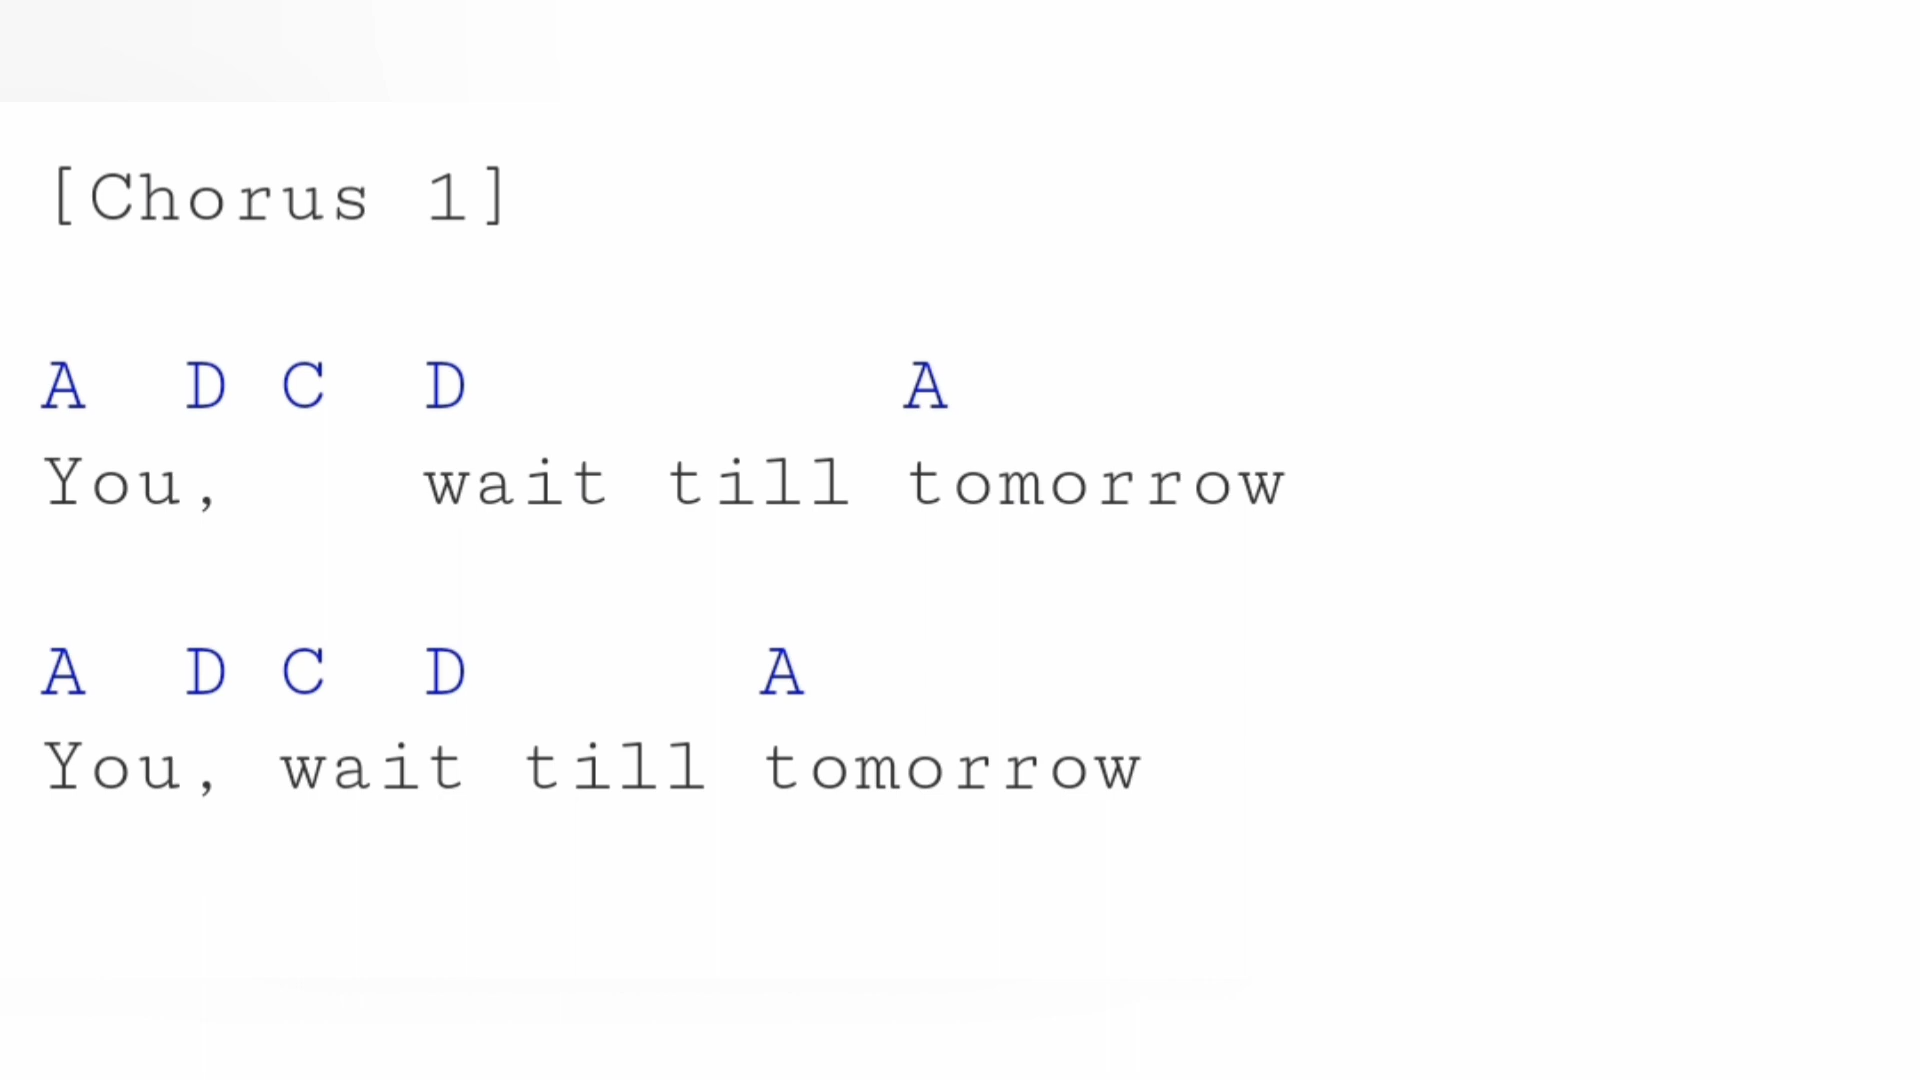 [Chorus 1]
A  D C  D         A
You,    wait till tomorrow
A  D C  D      A
You, wait till tomorrow